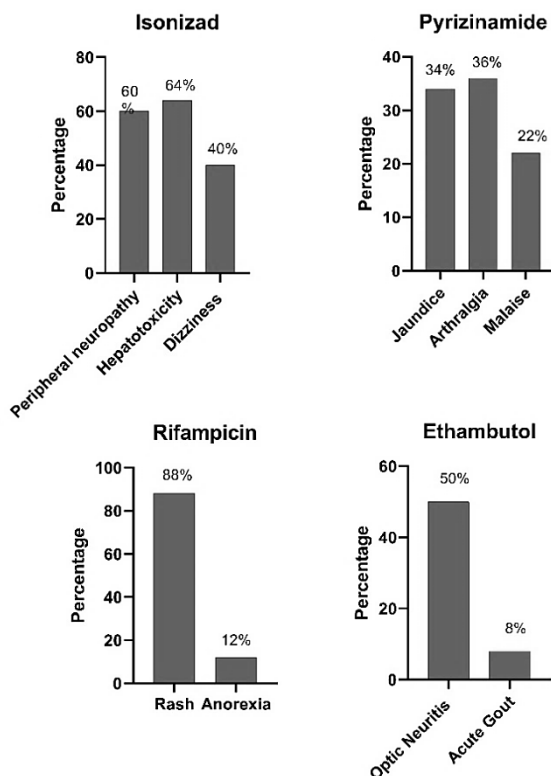 Isonizad
Percentage
80
60
40
20
0
60
%
64%
40%
Peripheral neuropathy
Hepatotoxicity
Dizziness
Pyrizinamide
Percentage
40
30
20
10
0
34%
36%
22%
Jaundice
Arthralgia
Malaise
Rifampicin
Percentage
100
80
60
40
20
0
88%
12%
Rash Anorexia
Ethambutol
Percentage
60
40
20
0
50%
8%
Optic Neuritis
Acute Gout